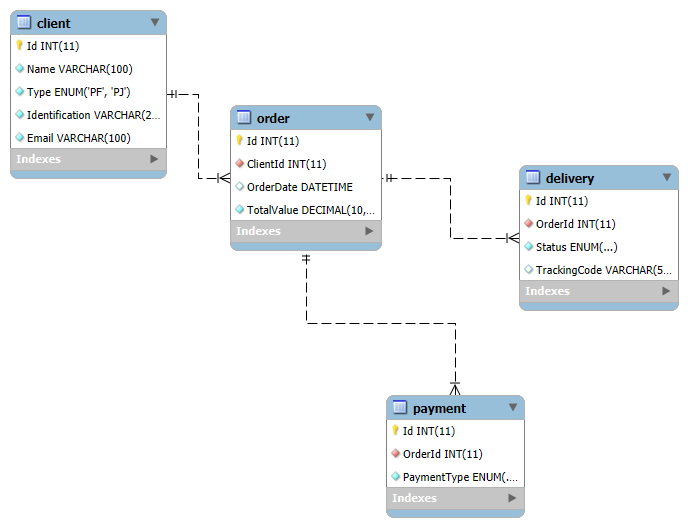 client
Id INT(11)
Name VARCHAR(100)
Type ENUM('PF', 'PJ')
Identification VARCHAR(2...
Email VARCHAR(100)
Indexes
order
Id INT(11)
ClientId INT(11)
OrderDate DATETIME
TotalValue DECIMAL(10,...
Indexes
delivery
Id INT(11)
OrderId INT(11)
Status ENUM(...)
TrackingCode VARCHAR(5...
Indexes
payment
Id INT(11)
OrderId INT(11)
PaymentType ENUM(....
Indexes